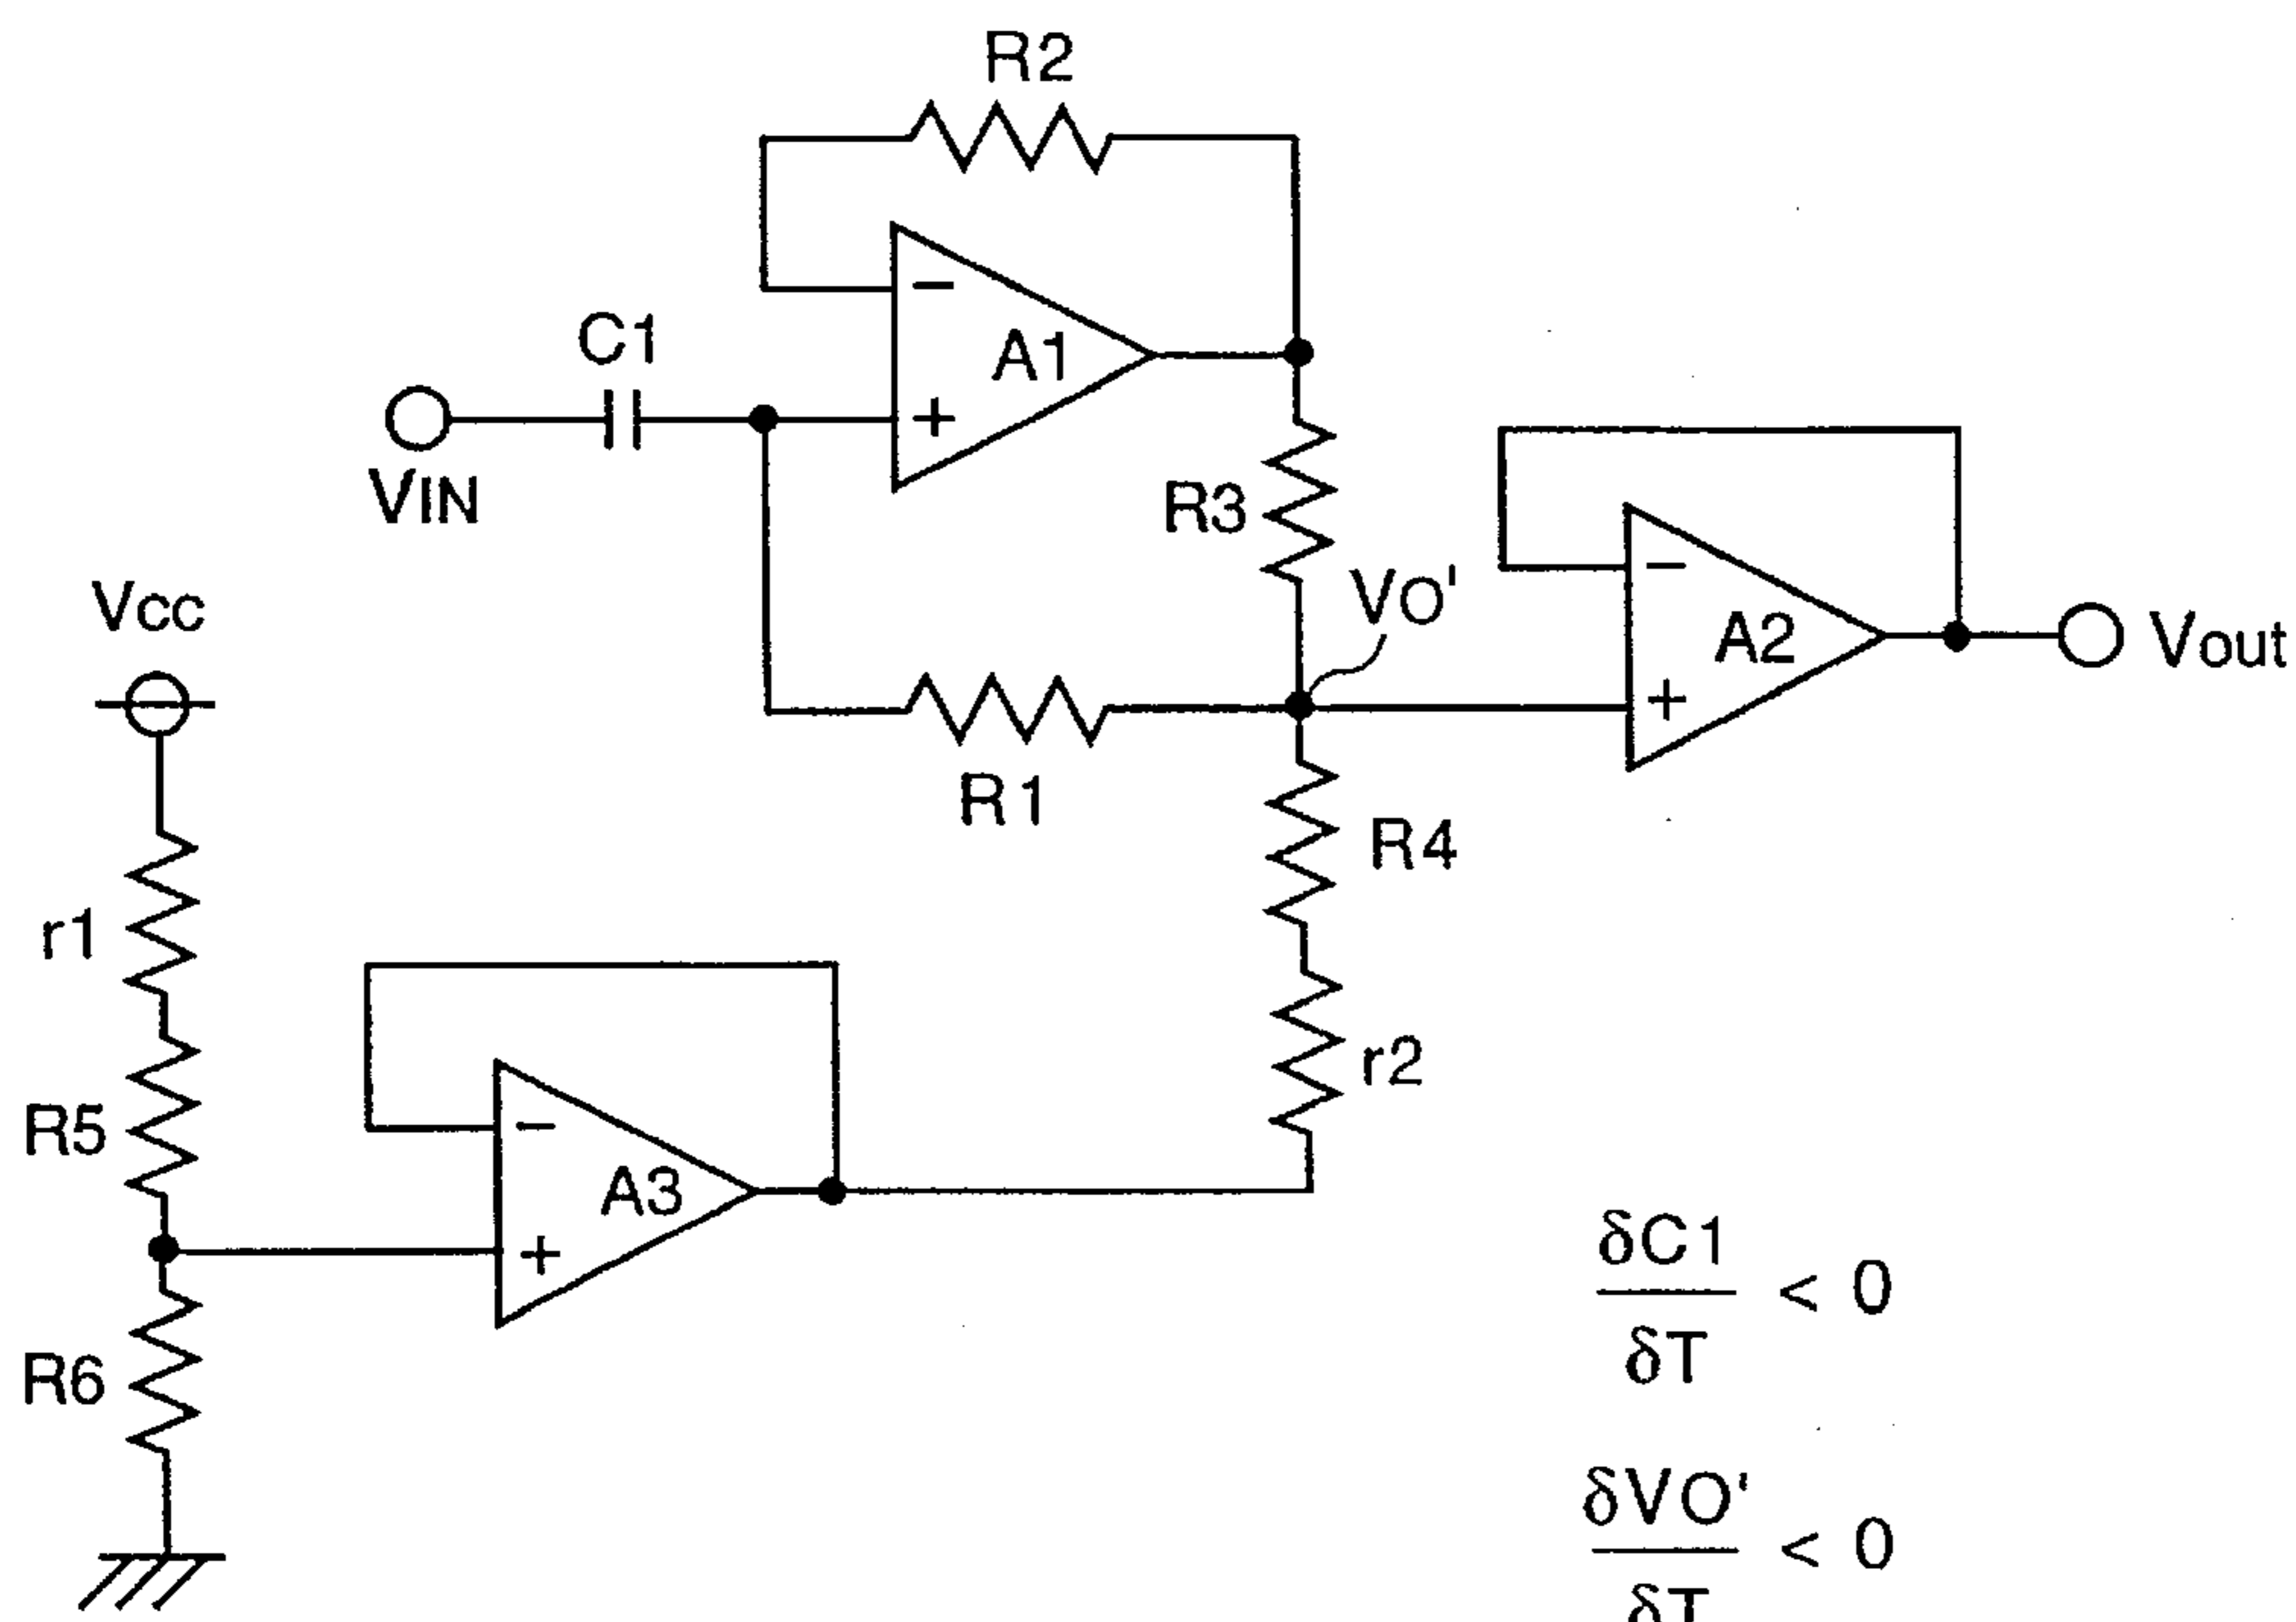 R2
−
A1
+
C1
VIN
R3
VO'
−
A2
+
Vout
Vcc
R1
R4
r1
r2
R5
−
A3
+
R6
δC1
δT
< 0
δVO'
δT
< 0